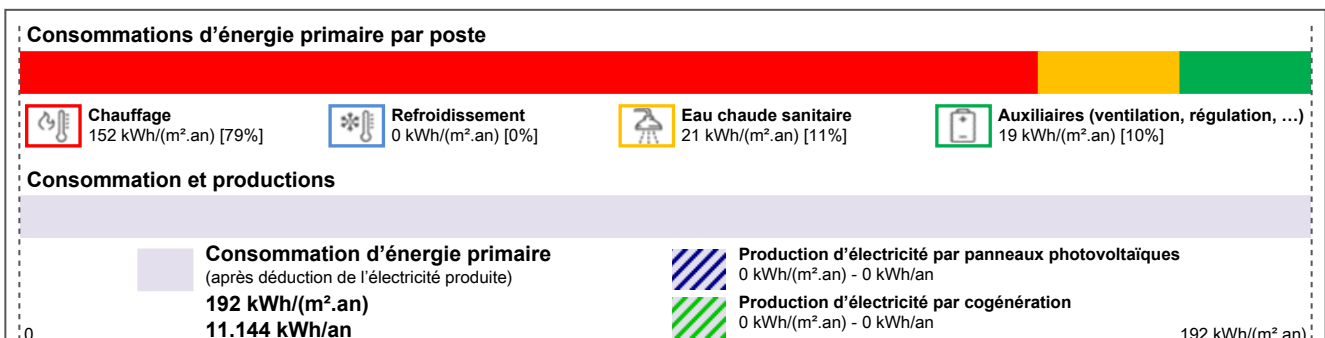 Consommations d’énergie primaire par poste
Chauffage
152 kWh/(m².an) [79%]
Refroidissement
0 kWh/(m².an) [0%]
Eau chaude sanitaire
21 kWh/(m².an) [11%]
Auxiliaires (ventilation, régulation, …)
19 kWh/(m².an) [10%]
Consommation et productions
Consommation d’énergie primaire
(après déduction de l’électricité produite)
192 kWh/(m².an)
11.144 kWh/an
Production d’électricité par panneaux photovoltaïques
0 kWh/(m².an) - 0 kWh/an
Production d’électricité par cogénération
0 kWh/(m².an) - 0 kWh/an
0
192 kWh/(m².an)